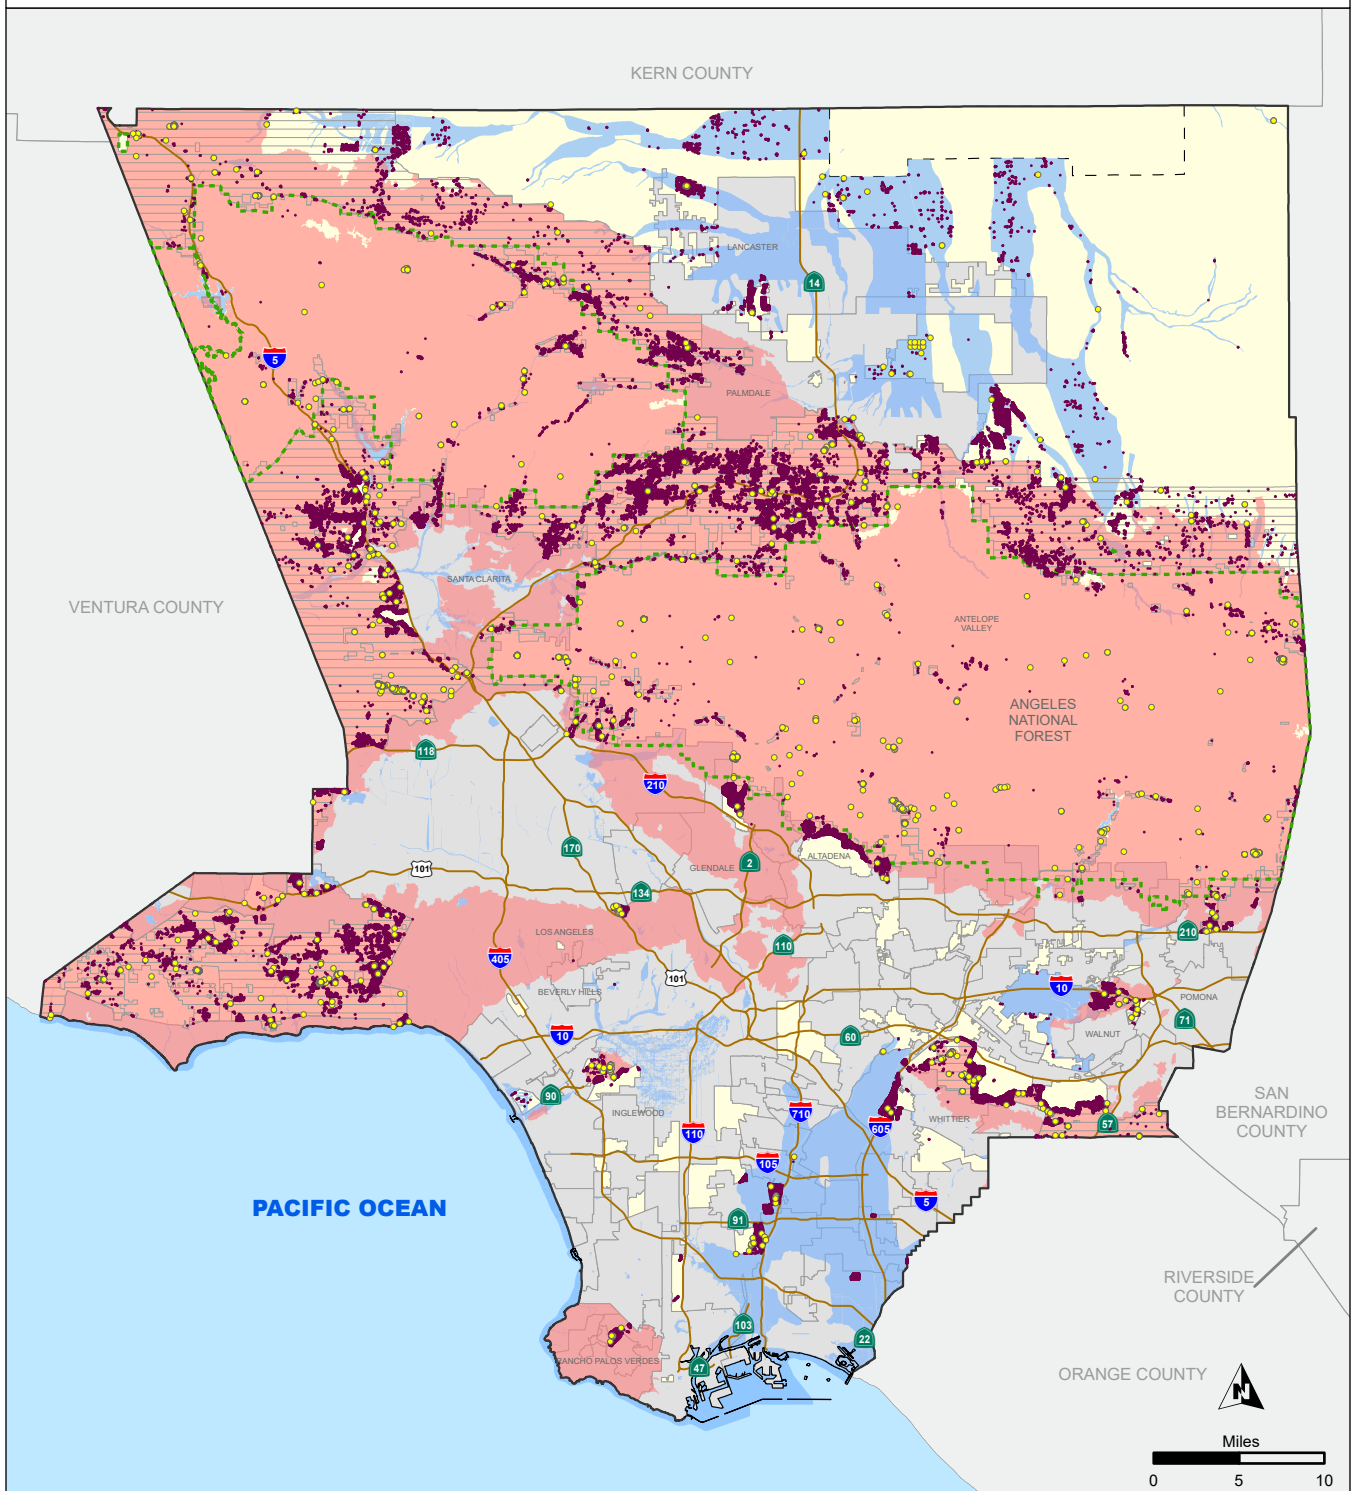 KERN COUNTY
LANCASTER
14
5
PALMDALE
SANTA CLARITA
VENTURA COUNTY
ANTELOPE
VALLEY
ANGELES
NATIONAL
FOREST
118
210
170
101
GLENDALE
2
ALTADENA
134
LOS ANGELES
110
210
405
101
BEVERLY HILLS
10
POMONA
10
60
71
WALNUT
90
INGLEWOOD
710
110
605
WHITTIER
57
SAN
BERNARDINO
COUNTY
105
5
PACIFIC OCEAN
91
RIVERSIDE
COUNTY
103
22
RANCHO PALOS VERDES
47
ORANGE COUNTY
N
Miles
0 5 10